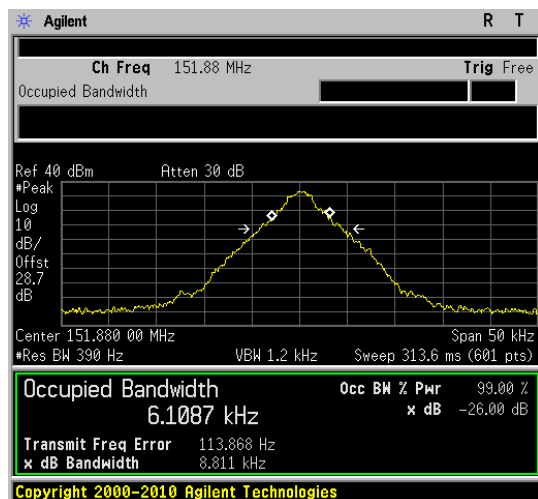 Agilent R T
Ch Freq 151.88 MHz Trig Free
Occupied Bandwidth
Ref 40 dBm Atten 30 dB
#Peak
Log
10
dB/
Offst
28.7
dB
Center 151.880 00 MHz Span 50 kHz
#Res BW 390 Hz VBW 1.2 kHz Sweep 313.6 ms (601 pts)
Occupied Bandwidth Occ BW % Pwr 99.00 %
6.1087 kHz x dB -26.00 dB
Transmit Freq Error 113.868 Hz
x dB Bandwidth 8.811 kHz
Copyright 2000-2010 Agilent Technologies